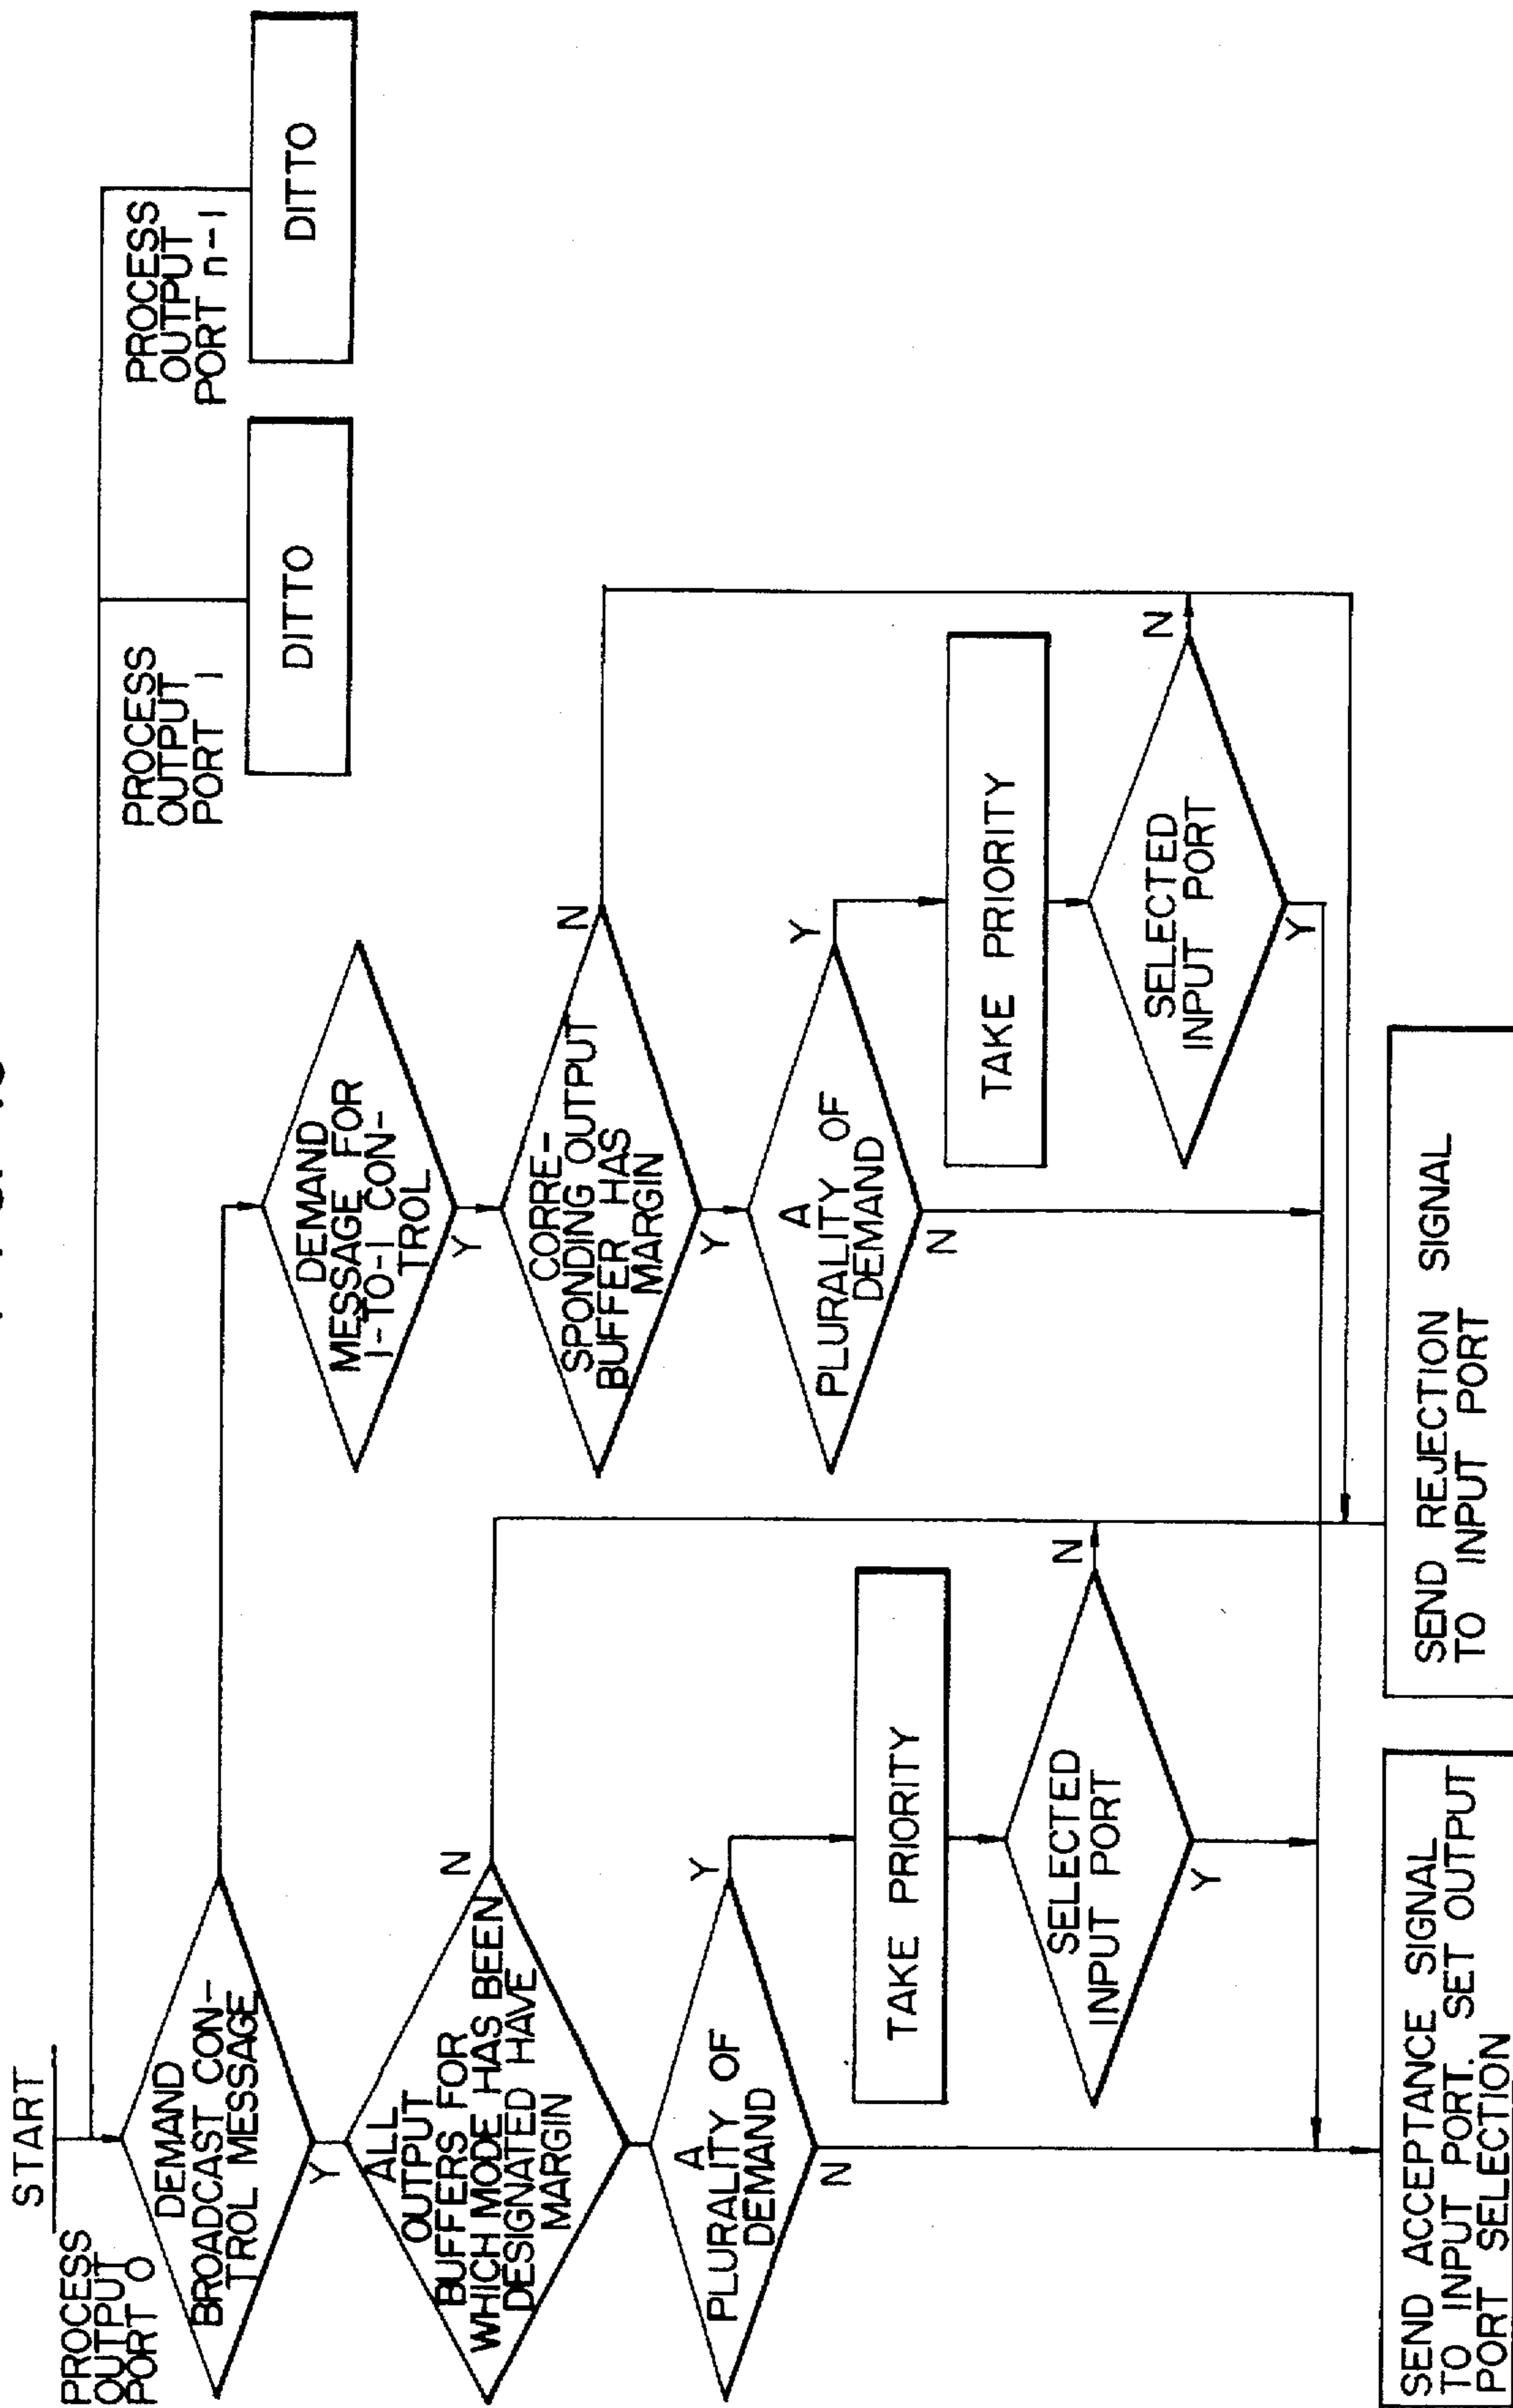 START
PROCESS
OUTPUT
PORT 0
DEMAND
BROADCAST CON-
TROL MESSAGE
Y
ALL
OUTPUT
BUFFERS FOR
WHICH MODE HAS BEEN
DESIGNATED HAVE
MARGIN
N
A
PLURALITY OF
DEMAND
Y
N
TAKE PRIORITY
SELECTED
INPUT PORT
N
Y
SEND ACCEPTANCE SIGNAL
TO INPUT PORT. SET OUTPUT
PORT SELECTION
DEMAND
MESSAGE FOR
1-TO-1 CON-
TROL
Y
CORRE-
SPONDING OUTPUT
BUFFER HAS
MARGIN
N
Y
A
PLURALITY OF
DEMAND
Y
N
TAKE PRIORITY
SELECTED
INPUT PORT
N
Y
SEND REJECTION SIGNAL
TO INPUT PORT
PROCESS
OUTPUT
PORT 1
DITTO
PROCESS
OUTPUT
PORT n-1
DITTO